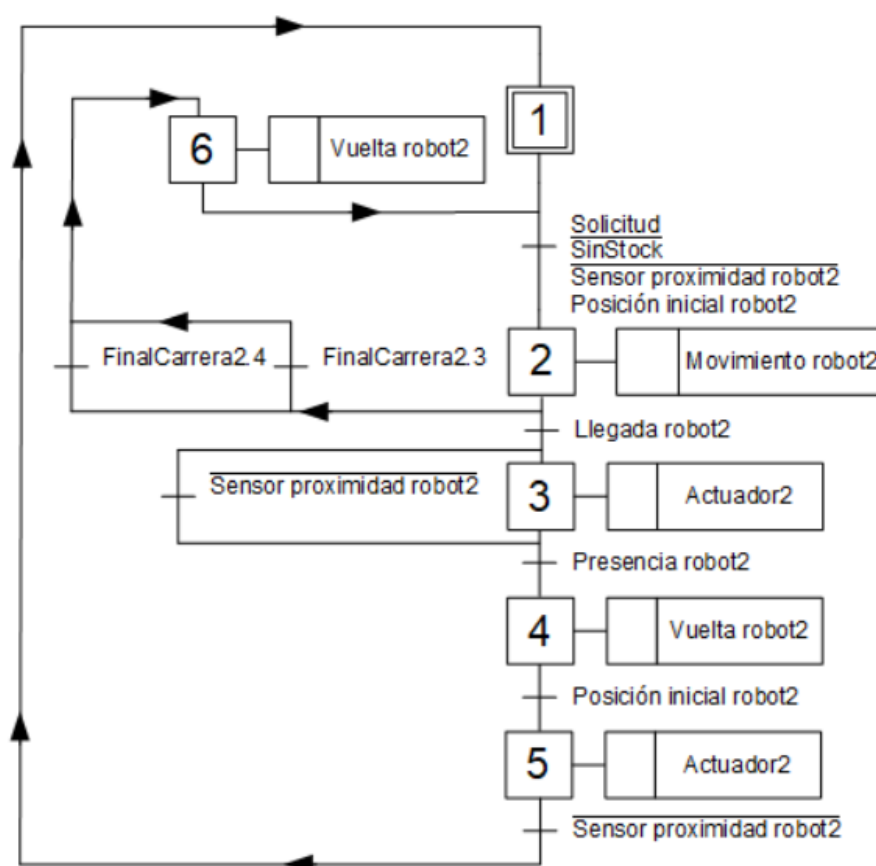 1
6
Vuelta robot2
Solicitud
SinStock
Sensor proximidad robot2
Posición inicial robot2
FinalCarrera2.4
FinalCarrera2.3
2
Movimiento robot2
Llegada robot2
Sensor proximidad robot2
3
Actuador2
Presencia robot2
4
Vuelta robot2
Posición inicial robot2
5
Actuador2
Sensor proximidad robot2